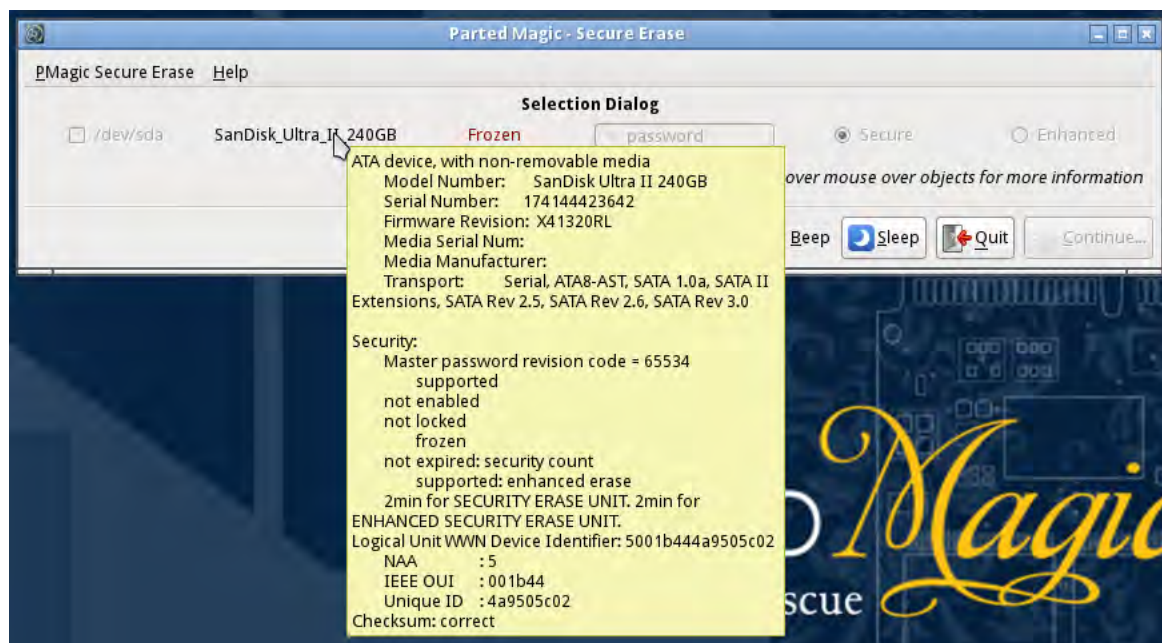 Parted Magic - Secure Erase
PMagic Secure Erase Help
Selection Dialog
/dev/sda SanDisk_Ultra_II_240GB Frozen password Secure Enhanced
over mouse over objects for more information
Beep Sleep Quit Continue...
ATA device, with non-removable media
Model Number: SanDisk Ultra II 240GB
Serial Number: 174144423642
Firmware Revision: X41320RL
Media Serial Num:
Media Manufacturer:
Transport: Serial, ATA8-AST, SATA 1.0a, SATA II
Extensions, SATA Rev 2.5, SATA Rev 2.6, SATA Rev 3.0
Security:
Master password revision code = 65534
supported
not enabled
not locked
frozen
not expired: security count
supported: enhanced erase
2min for SECURITY ERASE UNIT. 2min for
ENHANCED SECURITY ERASE UNIT.
Logical Unit WWN Device Identifier: 5001b444a9505c02
NAA : 5
IEEE OUI : 001b44
Unique ID : 4a9505c02
Checksum: correct
D Magic
scue